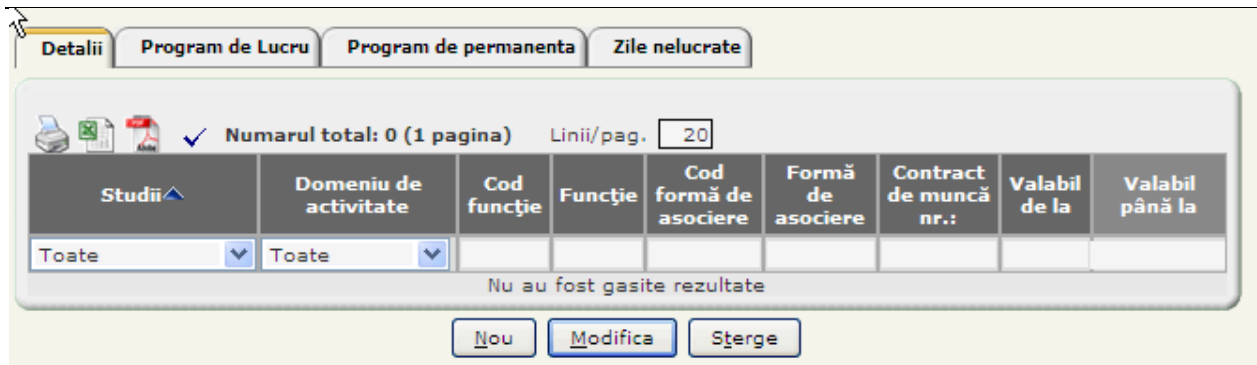 Detalii Program de Lucru Program de permanenta Zile nelucrate
Numarul total: 0 (1 pagina) Linii/pag. 20
Studii Domeniu de activitate Cod funcţie Funcţie Cod formă de asociere Formă de asociere Contract de muncă nr.: Valabil de la Valabil până la
Toate Toate
Nu au fost gasite rezultate
Nou Modifica Sterge